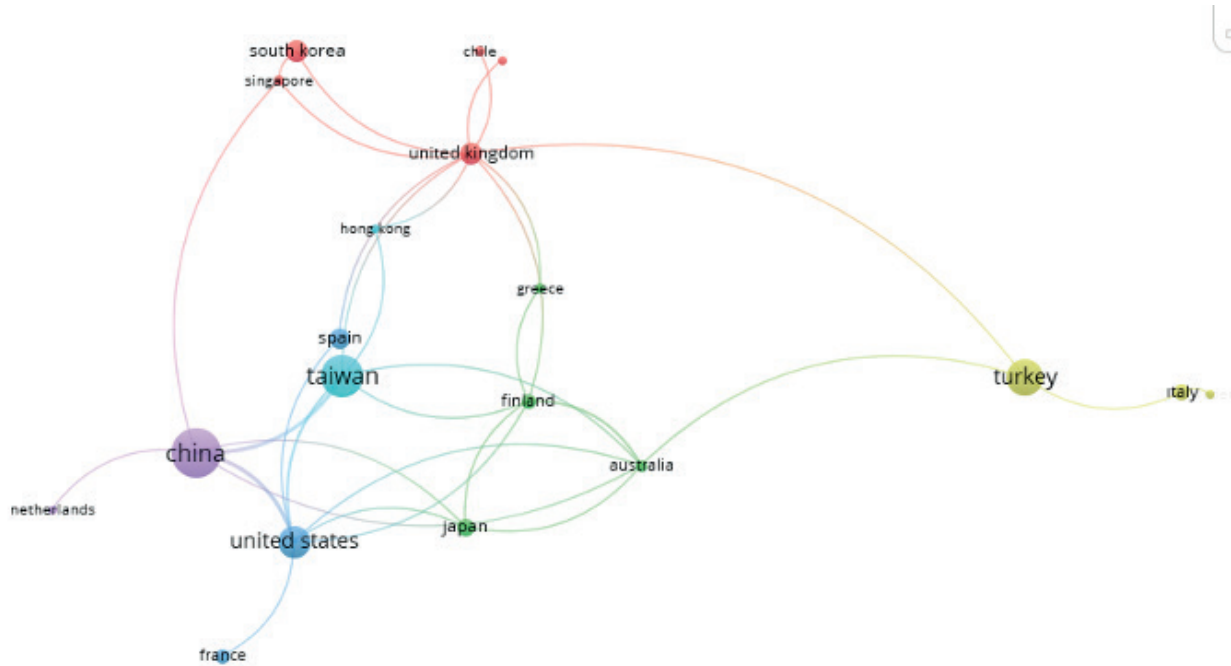 south korea
chile
singapore
united kingdom
hong kong
greece
spain
taiwan
turkey
italy
finland
china
australia
netherlands
japan
united states
france